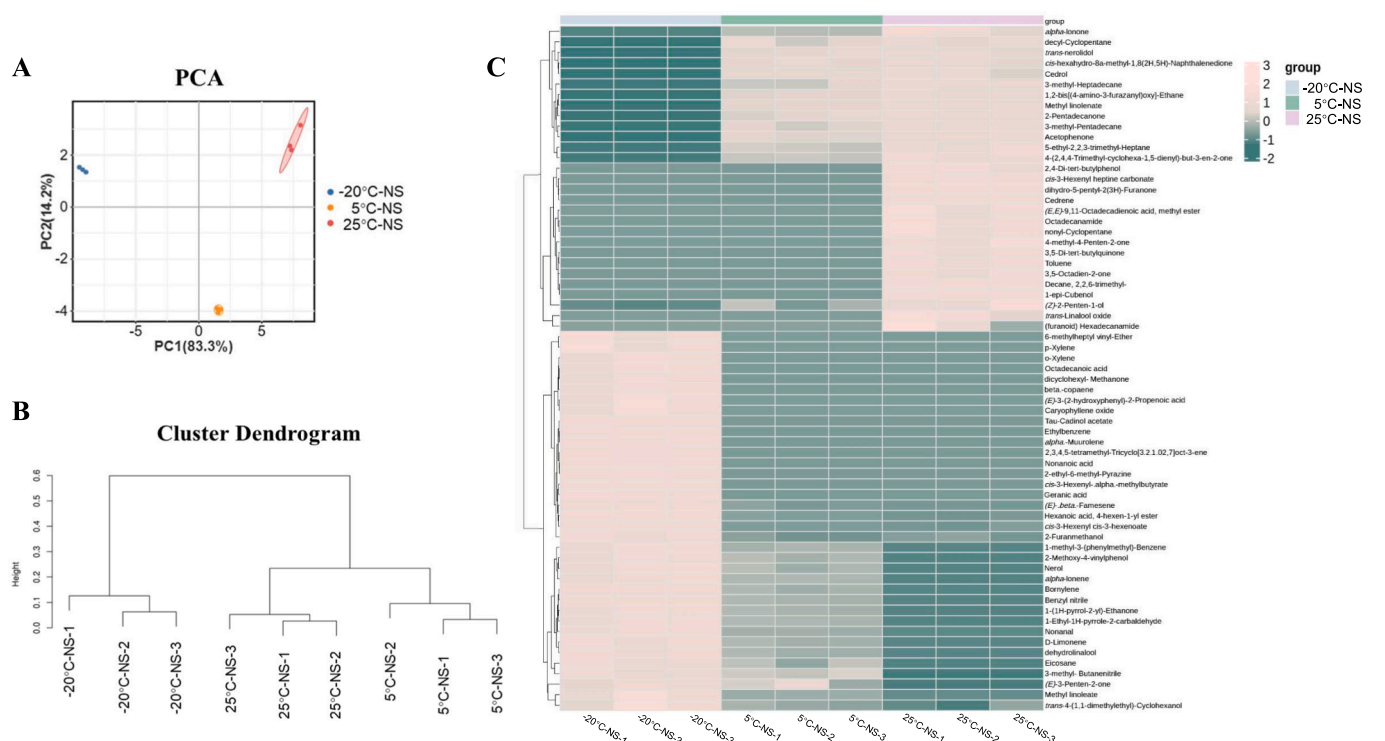 A
PCA
2
0
-2
-4
-5
0
5
PC2(14.2%)
PC1(83.3%)
-20°C-NS
5°C-NS
25°C-NS
B
Cluster Dendrogram
Height
0.6
0.5
0.4
0.3
0.2
0.1
0.0
-20°C-NS-1
-20°C-NS-2
-20°C-NS-3
25°C-NS-3
25°C-NS-1
25°C-NS-2
5°C-NS-2
5°C-NS-1
5°C-NS-3
C
group
alpha-Ionone
decyl-Cyclopentane
trans-nerolidol
cis-hexahydro-8a-methyl-1,8(2H,5H)-Naphthalenedione
Cedrol
3-methyl-Heptadecane
1,2-bis[(4-amino-3-furazanyl)oxy]-Ethane
Methyl linolenate
2-Pentadecanone
3-methyl-Pentadecane
Acetophenone
5-ethyl-2,2,3-trimethyl-Heptane
4-(2,4,4-Trimethyl-cyclohexa-1,5-dienyl)-but-3-en-2-one
2,4-Di-tert-butylphenol
cis-3-Hexenyl heptine carbonate
dihydro-5-pentyl-2(3H)-Furanone
Cedrene
(E,E)-9,11-Octadecadienoic acid, methyl ester
Octadecanamide
nonyl-Cyclopentane
4-methyl-4-Penten-2-one
3,5-Di-tert-butylquinone
Toluene
3,5-Octadien-2-one
Decane, 2,2,6-trimethyl-
1-epi-Cubenol
(Z)-2-Penten-1-ol
trans-Linalool oxide
(furanoid) Hexadecanamide
6-methylheptyl vinyl-Ether
p-Xylene
o-Xylene
Octadecanoic acid
dicyclohexyl- Methanone
beta.-copaene
(E)-3-(2-hydroxyphenyl)-2-Propenoic acid
Caryophyllene oxide
Tau-Cadinol acetate
Ethylbenzene
alpha.-Muurolene
2,3,4,5-tetramethyl-Tricyclo[3.2.1.02,7]oct-3-ene
Nonanoic acid
2-ethyl-6-methyl-Pyrazine
cis-3-Hexenyl-.alpha.-methylbutyrate
Geranic acid
(E)-.beta.-Famesene
Hexanoic acid, 4-hexen-1-yl ester
cis-3-Hexenyl cis-3-hexenoate
2-Furanmethanol
1-methyl-3-(phenylmethyl)-Benzene
2-Methoxy-4-vinylphenol
Nerol
alpha-Ionene
Bornylene
Benzyl nitrile
1-(1H-pyrrol-2-yl)-Ethanone
1-Ethyl-1H-pyrrole-2-carbaldehyde
Nonanal
D-Limonene
dehydrolinalool
Eicosane
3-methyl- Butanenitrile
(E)-3-Penten-2-one
Methyl linoleate
trans-4-(1,1-dimethylethyl)-Cyclohexanol
-20°C-NS-1
-20°C-NS-2
-20°C-NS-3
5°C-NS-1
5°C-NS-2
5°C-NS-3
25°C-NS-1
25°C-NS-2
25°C-NS-3
3
2
1
0
-1
-2
group
-20°C-NS
5°C-NS
25°C-NS